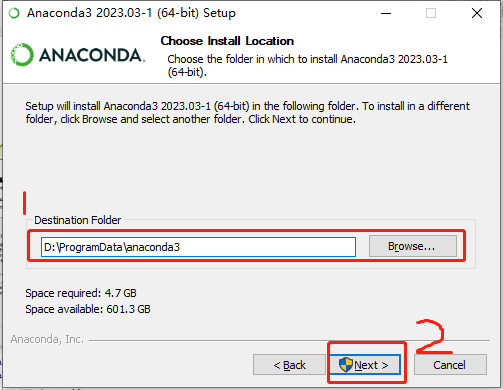 Anaconda3 2023.03-1 (64-bit) Setup
ANACONDA.
Choose Install Location
Choose the folder in which to install Anaconda3 2023.03-1
(64-bit).
Setup will install Anaconda3 2023.03-1 (64-bit) in the following folder. To install in a different
folder, click Browse and select another folder. Click Next to continue.
1
Destination Folder
D:\ProgramData\anaconda3
Browse...
Space required: 4.7 GB
Space available: 601.3 GB
Anaconda, Inc.
2
< Back
Next >
Cancel